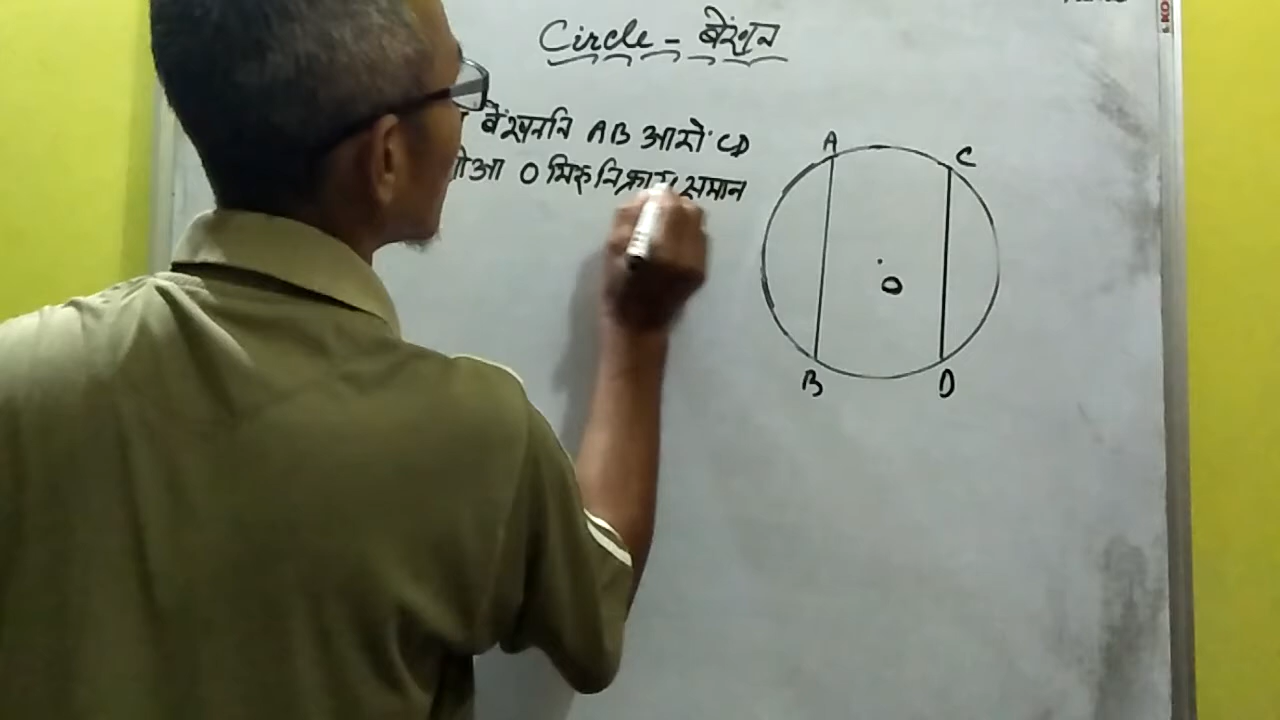 Circle - बेंखन
बेंखननि AB आरो CD
O मिरुनिफ्राय समान
A
C
O
B
D